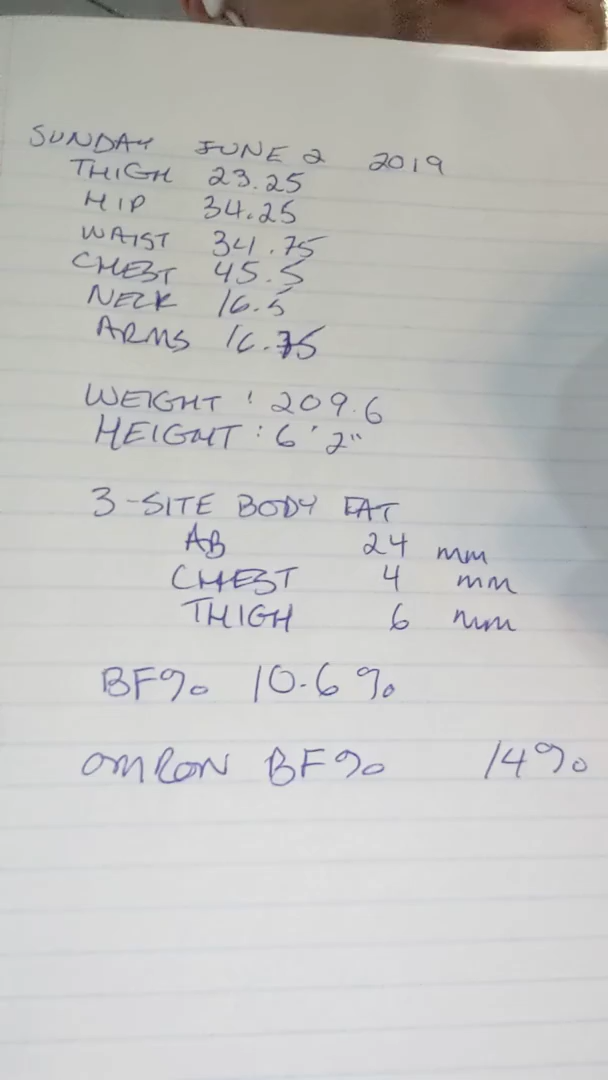 SUNDAY JUNE 2 2019
THIGH 23.25
HIP 34.25
WAIST 34.75
CHEST 45.5
NECK 16.5
ARMS 16.75
WEIGHT : 209.6
HEIGHT : 6' 2"
3-SITE BODY FAT
AB 24 mm
CHEST 4 mm
THIGH 6 mm
BF% 10.6%
OMRON BF% 14%